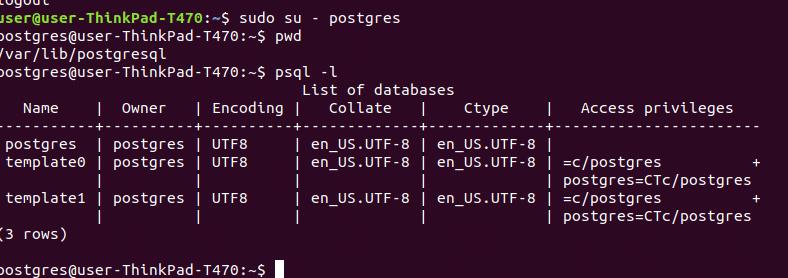 logout
user@user-ThinkPad-T470:~$ sudo su - postgres
postgres@user-ThinkPad-T470:~$ pwd
/var/lib/postgresql
postgres@user-ThinkPad-T470:~$ psql -l
                                  List of databases
   Name    |  Owner   | Encoding |   Collate   |    Ctype    |   Access privileges
-----------+----------+----------+-------------+-------------+-----------------------
 postgres  | postgres | UTF8     | en_US.UTF-8 | en_US.UTF-8 |
 template0 | postgres | UTF8     | en_US.UTF-8 | en_US.UTF-8 | =c/postgres          +
           |          |          |             |             | postgres=CTc/postgres
 template1 | postgres | UTF8     | en_US.UTF-8 | en_US.UTF-8 | =c/postgres          +
           |          |          |             |             | postgres=CTc/postgres
(3 rows)
postgres@user-ThinkPad-T470:~$